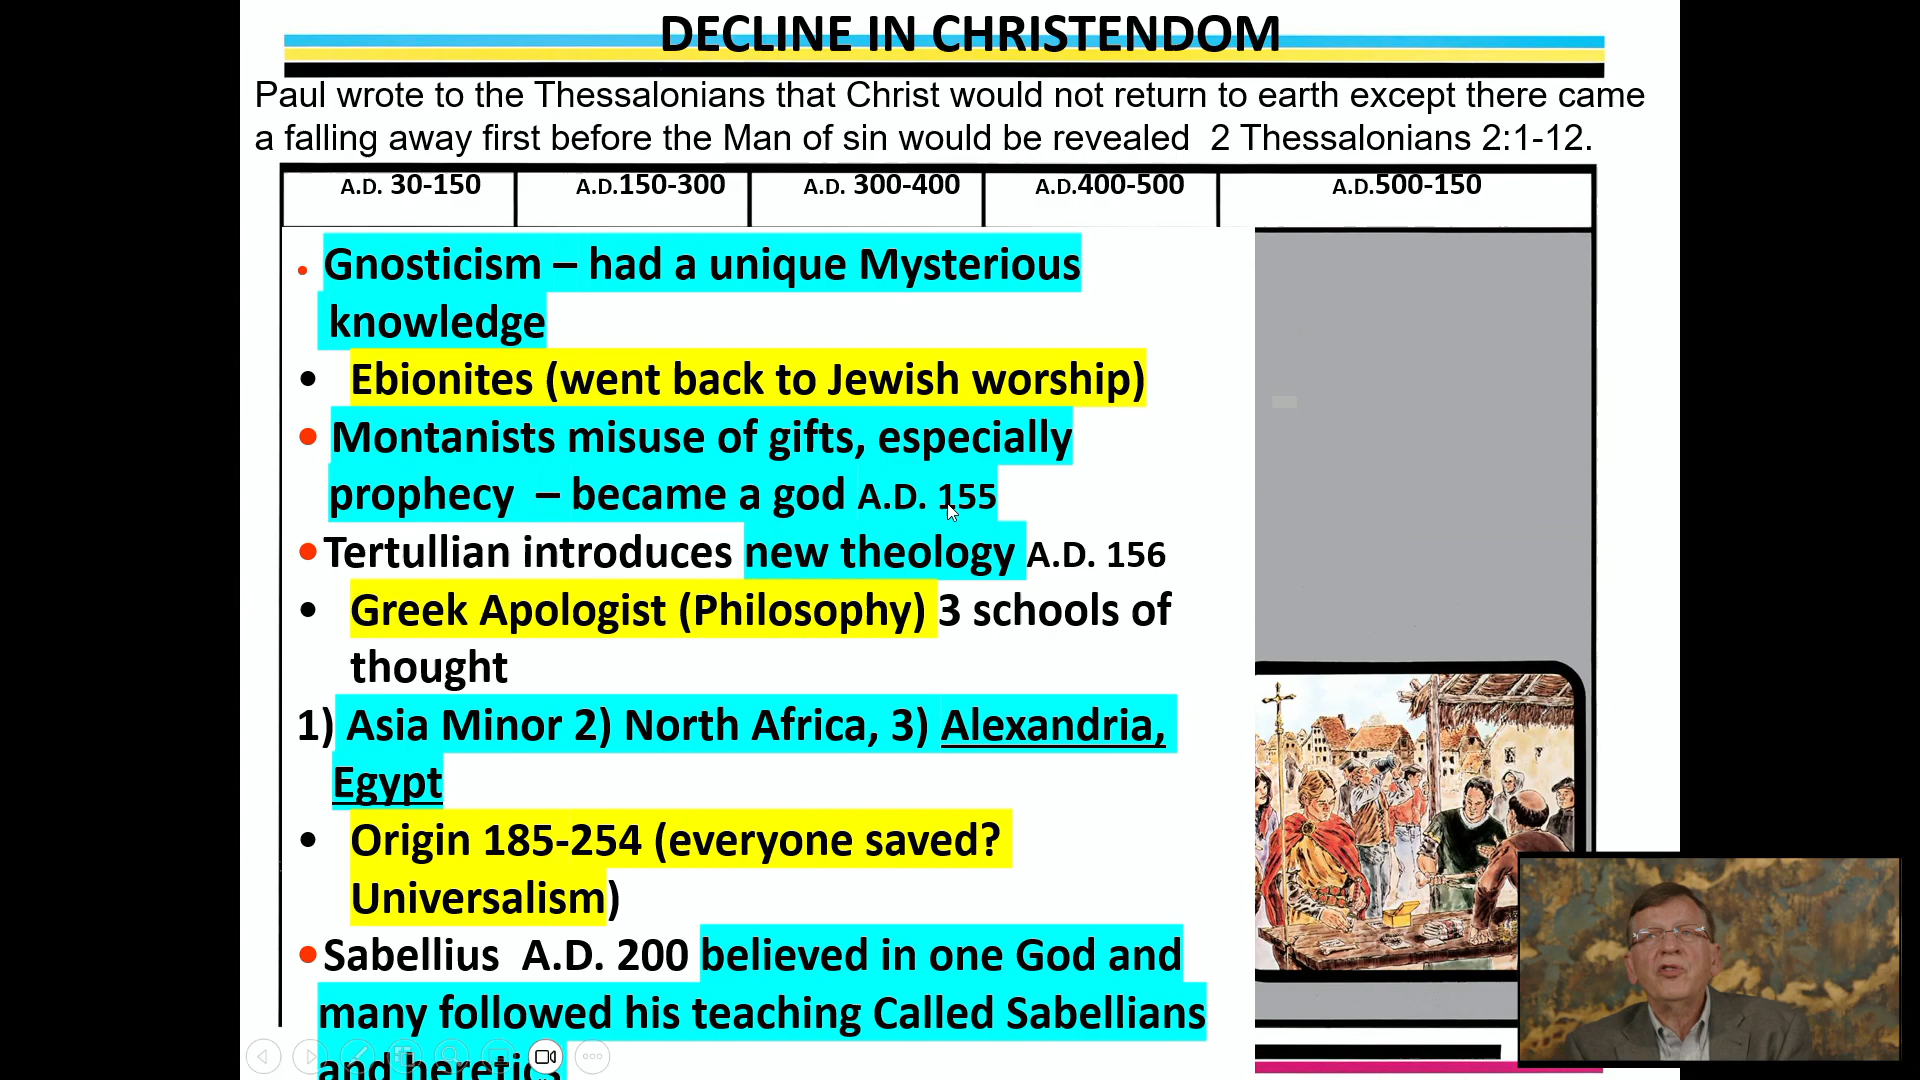 DECLINE IN CHRISTENDOM
Paul wrote to the Thessalonians that Christ would not return to earth except there came
a falling away first before the Man of sin would be revealed 2 Thessalonians 2:1-12.
A.D. 30-150 A.D.150-300 A.D. 300-400 A.D.400-500 A.D.500-150
• Gnosticism – had a unique Mysterious
knowledge
• Ebionites (went back to Jewish worship)
• Montanists misuse of gifts, especially
prophecy – became a god A.D. 155
• Tertullian introduces new theology A.D. 156
• Greek Apologist (Philosophy) 3 schools of
thought
1) Asia Minor 2) North Africa, 3) Alexandria,
Egypt
• Origin 185-254 (everyone saved?
Universalism)
• Sabellius A.D. 200 believed in one God and
many followed his teaching Called Sabellians
and heretics